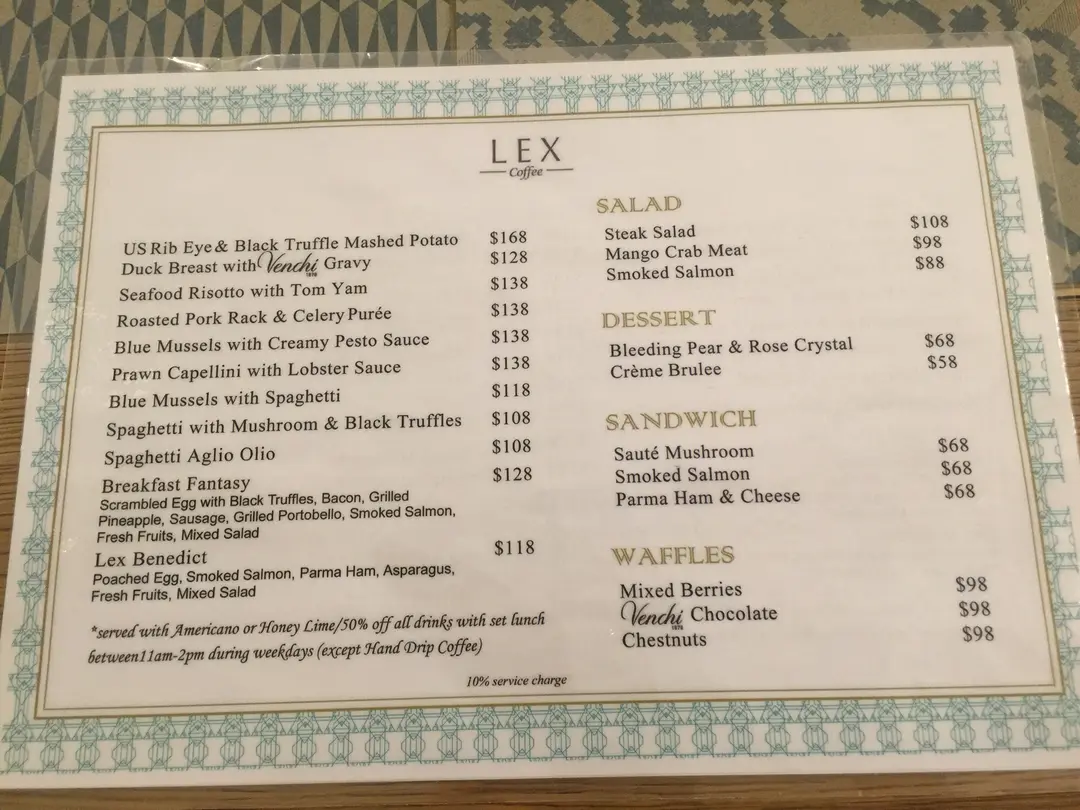 LEX
Coffee
US Rib Eye & Black Truffle Mashed Potato $168
Duck Breast with Venchi 1878 Gravy $128
Seafood Risotto with Tom Yam $138
Roasted Pork Rack & Celery Purée $138
Blue Mussels with Creamy Pesto Sauce $138
Prawn Capellini with Lobster Sauce $138
Blue Mussels with Spaghetti $118
Spaghetti with Mushroom & Black Truffles $108
Spaghetti Aglio Olio $108
Breakfast Fantasy $128
Scrambled Egg with Black Truffles, Bacon, Grilled
Pineapple, Sausage, Grilled Portobello, Smoked Salmon,
Fresh Fruits, Mixed Salad
Lex Benedict $118
Poached Egg, Smoked Salmon, Parma Ham, Asparagus,
Fresh Fruits, Mixed Salad
*served with Americano or Honey Lime/50% off all drinks with set lunch
between11am-2pm during weekdays (except Hand Drip Coffee)
SALAD
Steak Salad $108
Mango Crab Meat $98
Smoked Salmon $88
DESSERT
Bleeding Pear & Rose Crystal $68
Crème Brulee $58
SANDWICH
Sauté Mushroom $68
Smoked Salmon $68
Parma Ham & Cheese $68
WAFFLES
Mixed Berries $98
Venchi 1878 Chocolate $98
Chestnuts $98
10% service charge